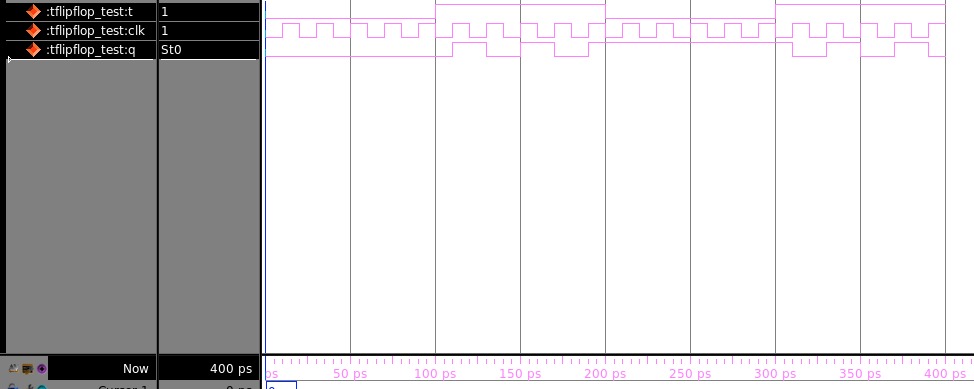 :tflipflop_test:t 1
:tflipflop_test:clk 1
:tflipflop_test:q St0
Now 400 ps
ps 50 ps 100 ps 150 ps 200 ps 250 ps 300 ps 350 ps 400 ps
Cursor 1 0 ps